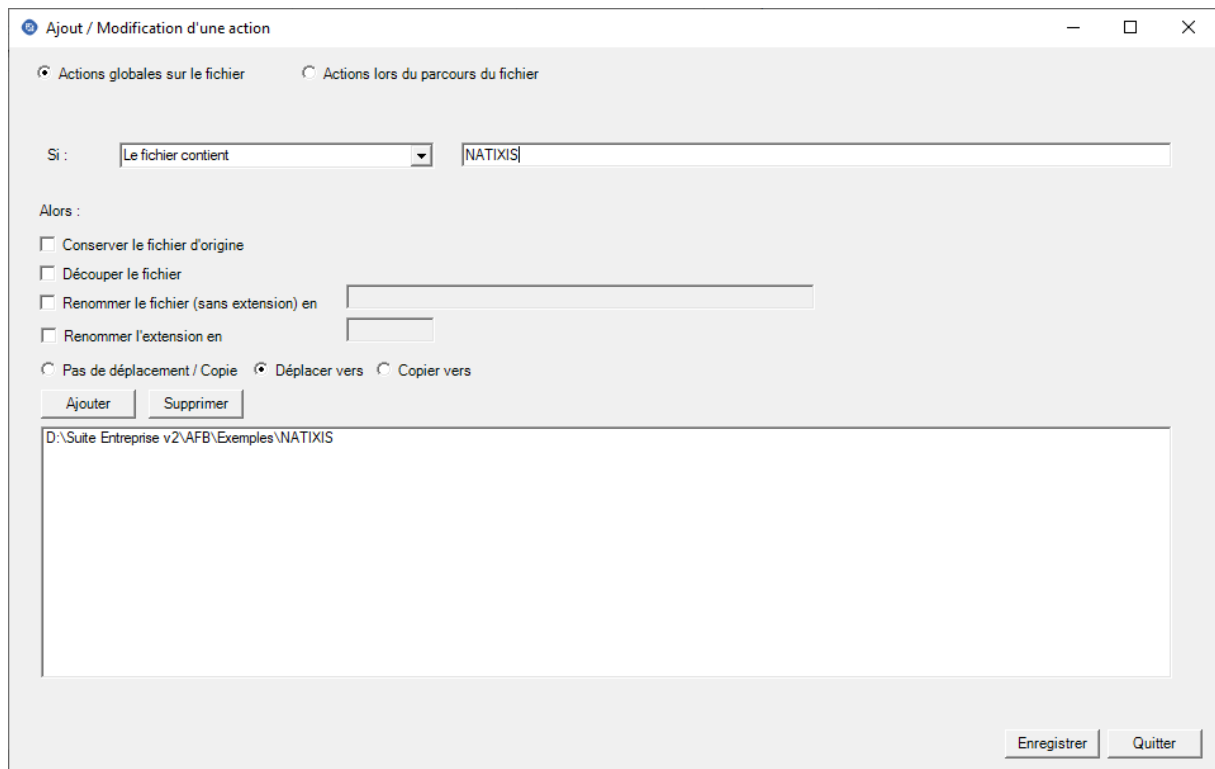 Ajout / Modification d'une action
Actions globales sur le fichier Actions lors du parcours du fichier
Si : Le fichier contient NATIXIS
Alors :
Conserver le fichier d'origine
Découper le fichier
Renommer le fichier (sans extension) en
Renommer l'extension en
Pas de déplacement / Copie Déplacer vers Copier vers
Ajouter Supprimer
D:\Suite Entreprise v2\AFB\Exemples\NATIXIS
Enregistrer Quitter